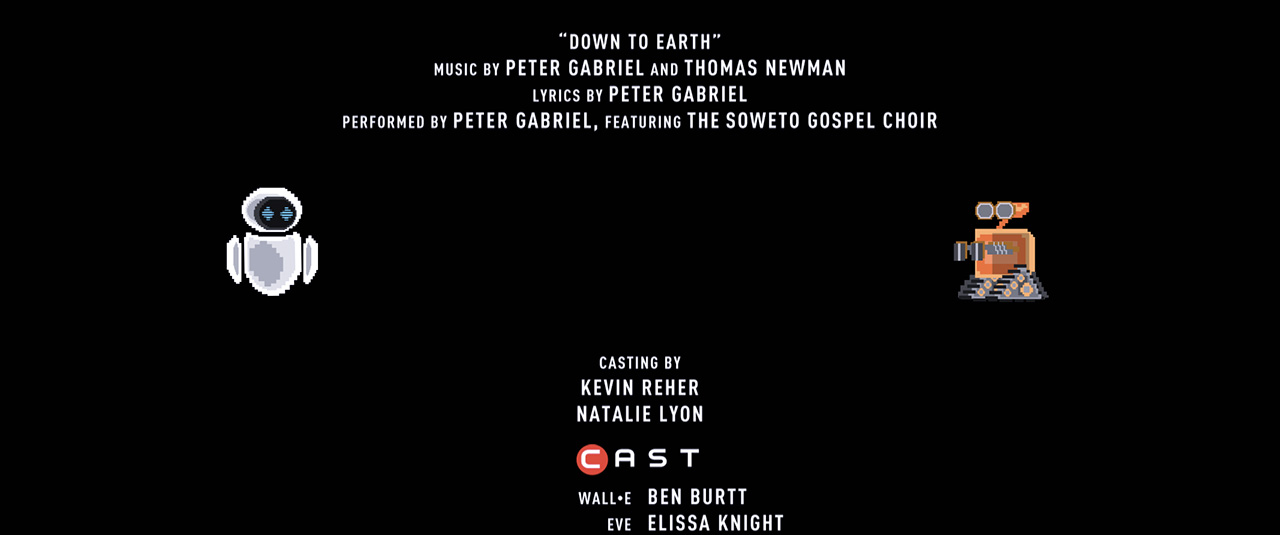 “DOWN TO EARTH”
MUSIC BY PETER GABRIEL AND THOMAS NEWMAN
LYRICS BY PETER GABRIEL
PERFORMED BY PETER GABRIEL, FEATURING THE SOWETO GOSPEL CHOIR
CASTING BY
KEVIN REHER
NATALIE LYON
CAST
WALL•E BEN BURTT
EVE ELISSA KNIGHT